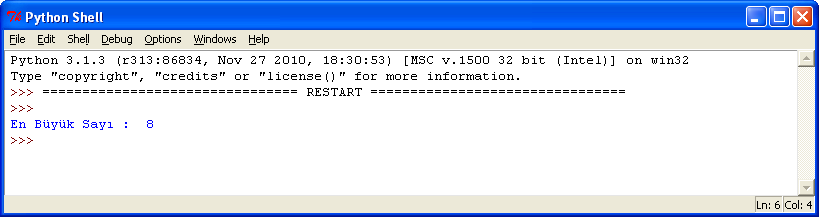 Python Shell
File Edit Shell Debug Options Windows Help
Python 3.1.3 (r313:86834, Nov 27 2010, 18:30:53) [MSC v.1500 32 bit (Intel)] on win32
Type "copyright", "credits" or "license()" for more information.
>>> ================================ RESTART ================================
>>>
En Büyük Sayı :  8
>>>
Ln: 6 Col: 4